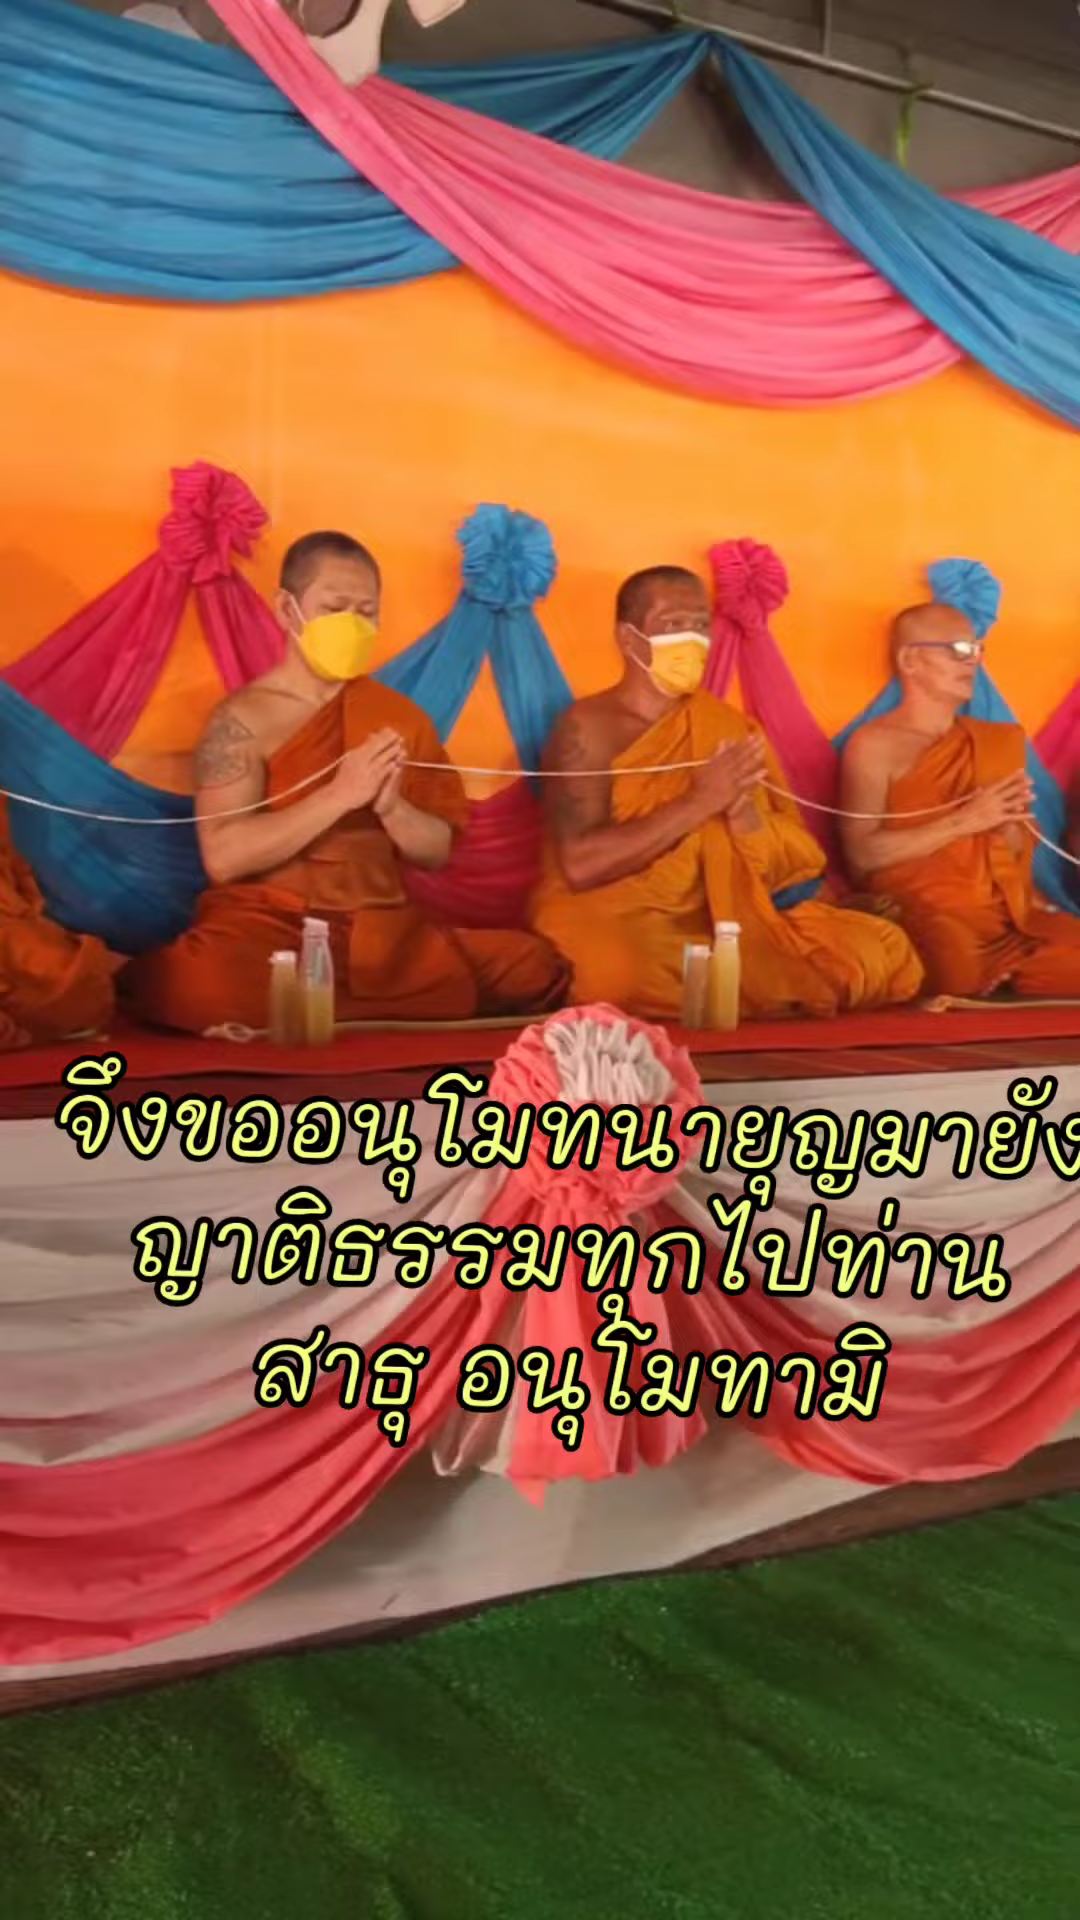 จึงขออนุโมทนายุญมายัง
ญาติธรรมทุกไปท่าน
สาธุ อนุโมทามิ